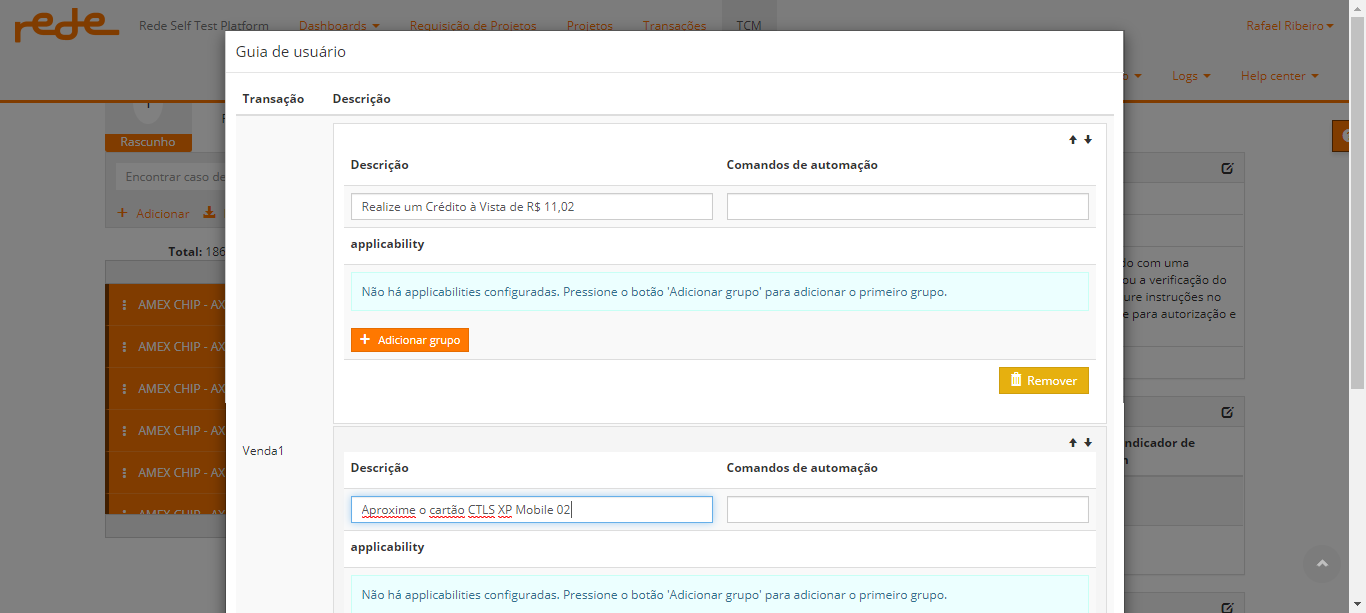 rede
Rede Self Test Platform
Dashboards
Requisição de Projetos
Projetos
Transações
TCM
Rafael Ribeiro
Logs
Help center
Guia de usuário
Transação
Descrição
Rascunho
Encontrar caso de
Adicionar
Total: 186
AMEX CHIP - AX
AMEX CHIP - AX
AMEX CHIP - AX
AMEX CHIP - AX
AMEX CHIP - AX
AMEX CHIP - AX
Venda1
Descrição
Comandos de automação
Realize um Crédito à Vista de R$ 11,02
applicability
Não há applicabilities configuradas. Pressione o botão 'Adicionar grupo' para adicionar o primeiro grupo.
Adicionar grupo
Remover
Descrição
Comandos de automação
Aproxime o cartão CTLS XP Mobile 02
applicability
Não há applicabilities configuradas. Pressione o botão 'Adicionar grupo' para adicionar o primeiro grupo.
do com uma
ou a verificação do
ure instruções no
e para autorização e
ndicador de